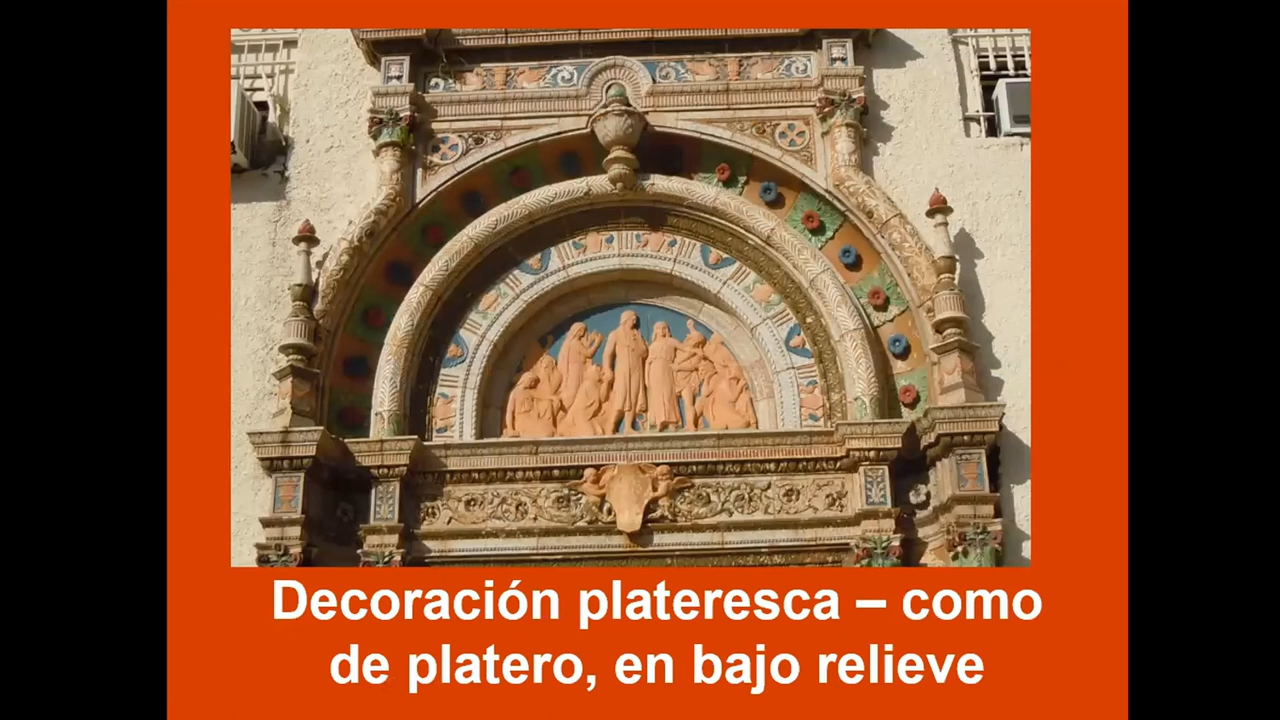 Decoración plateresca – como
de platero, en bajo relieve